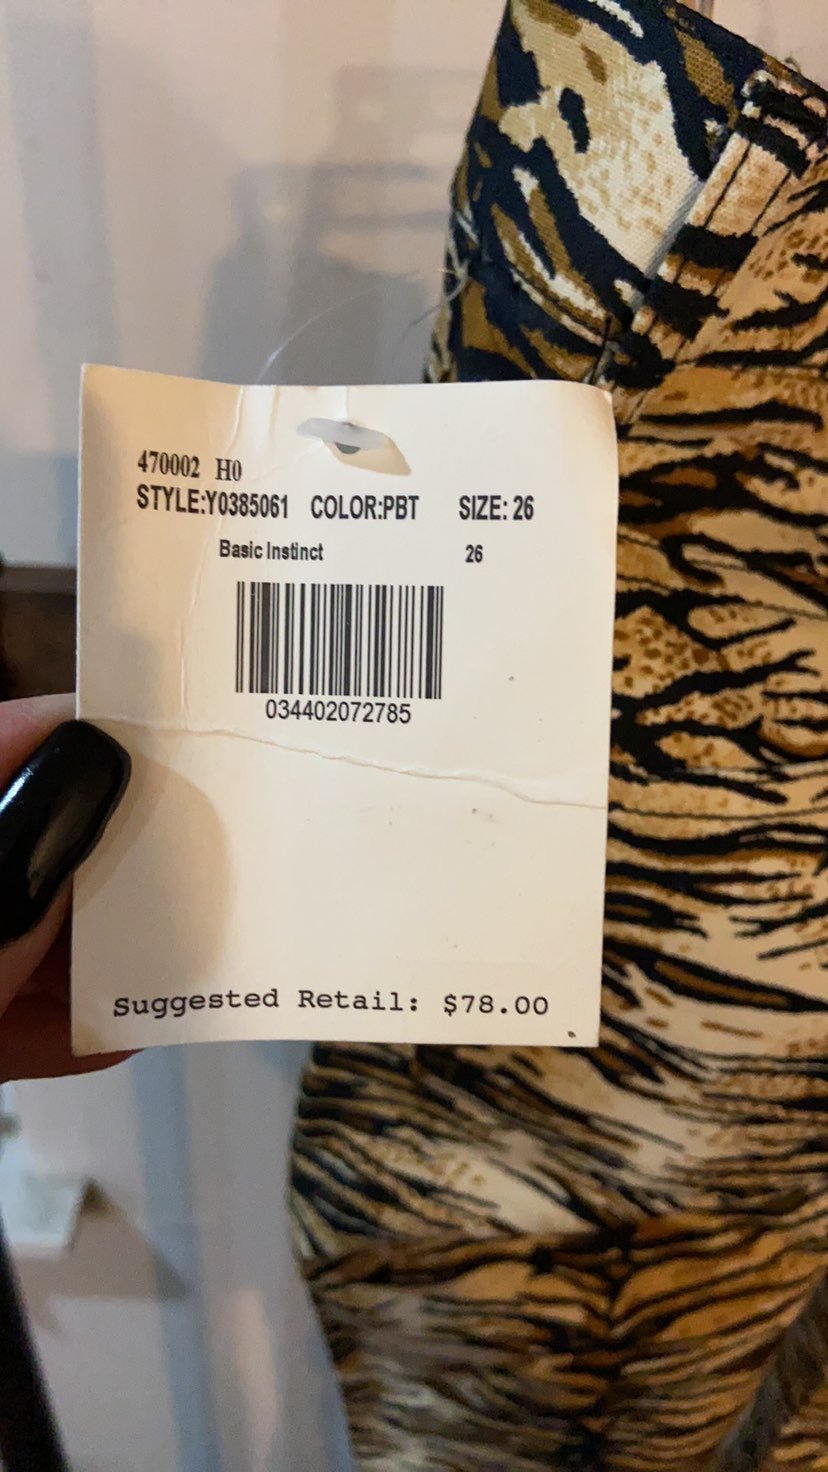 470002 H0
STYLE:Y0385061 COLOR:PBT SIZE: 26
Basic Instinct 26
034402072785
Suggested Retail: $78.00